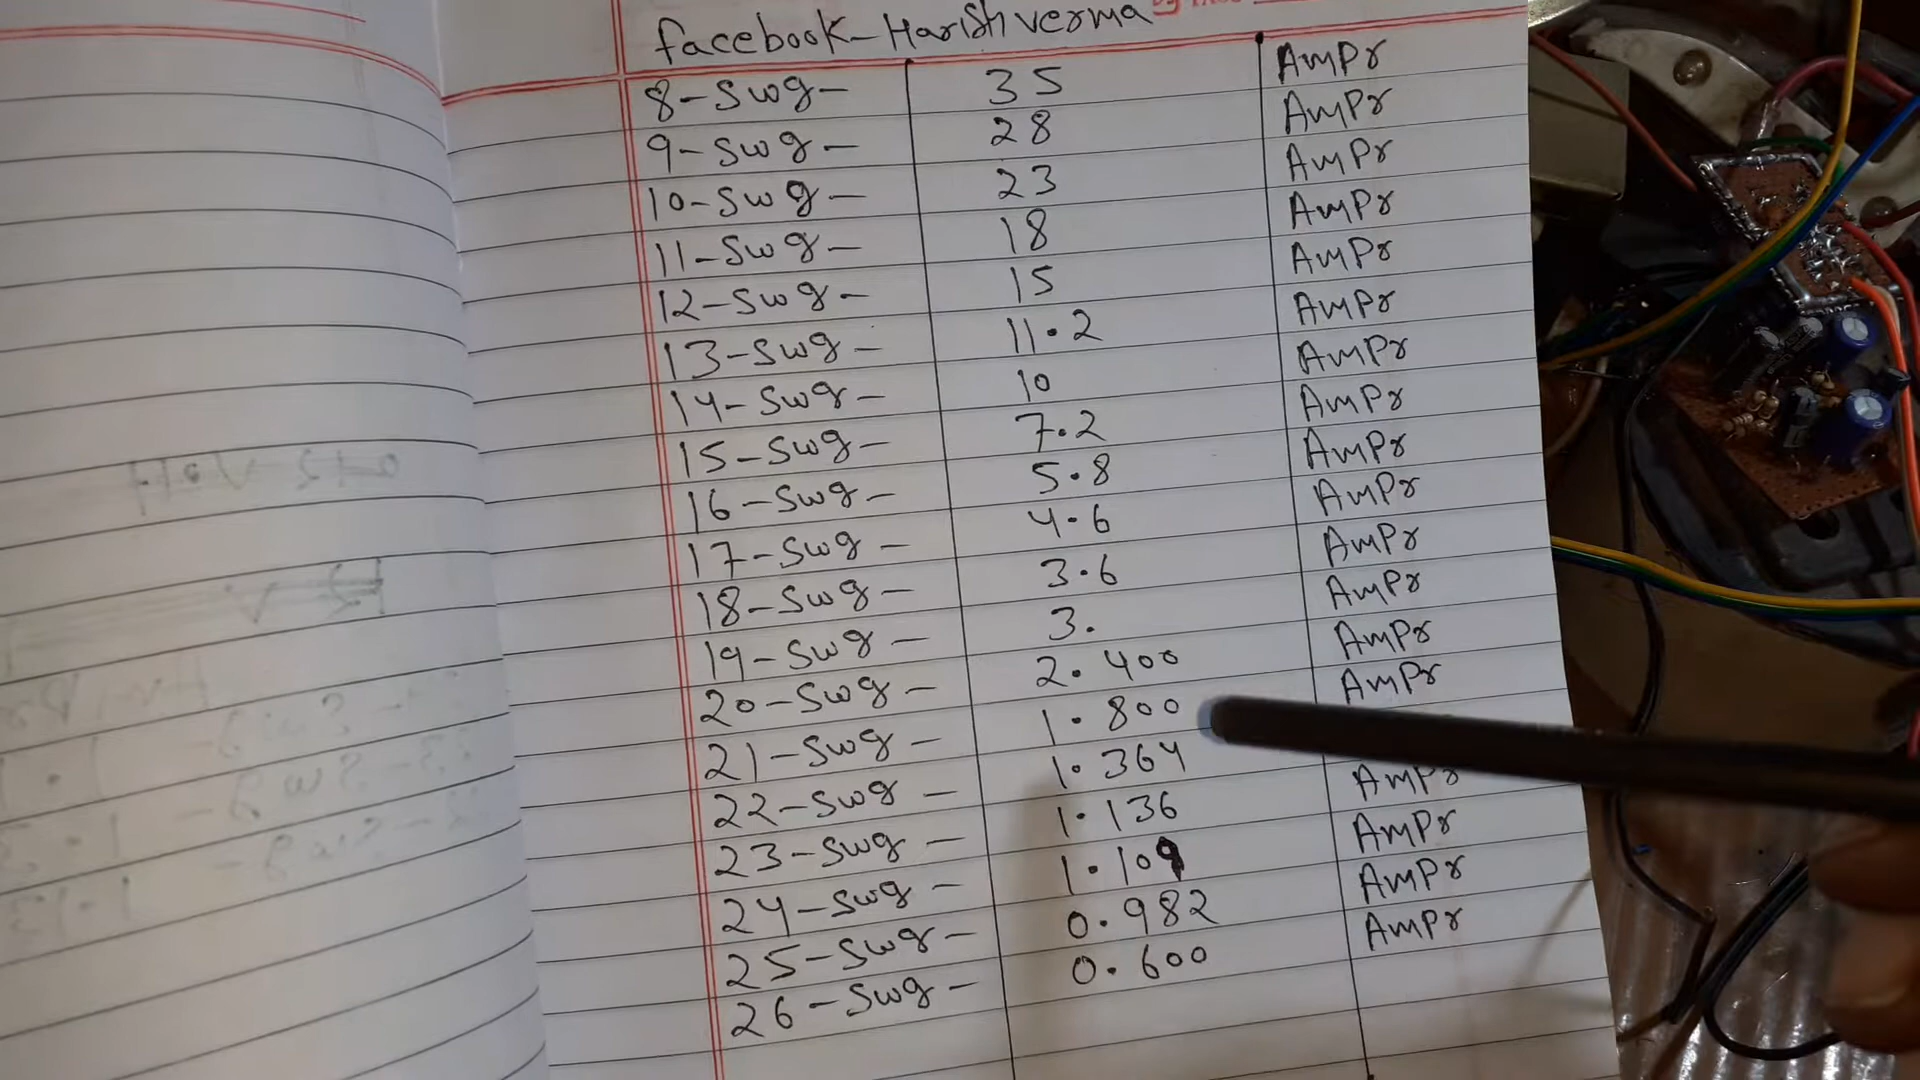 facebook-Harish verma
8-Swg- 35 AmPr
9-Swg- 28 AmPr
10-Swg- 23 AmPr
11-Swg- 18 AmPr
12-Swg- 15 AmPr
13-Swg- 11.2 AmPr
14-Swg- 10 AmPr
15-Swg- 7.2 AmPr
16-Swg- 5.8 AmPr
17-Swg- 4.6 AmPr
18-Swg- 3.6 AmPr
19-Swg- 3. AmPr
20-Swg- 2.400 AmPr
21-Swg- 1.800 AmPr
22-Swg- 1.364
23-Swg- 1.136 AmPr
24-Swg- 1.109 AmPr
25-Swg- 0.982 AmPr
26-Swg- 0.600 AmPr